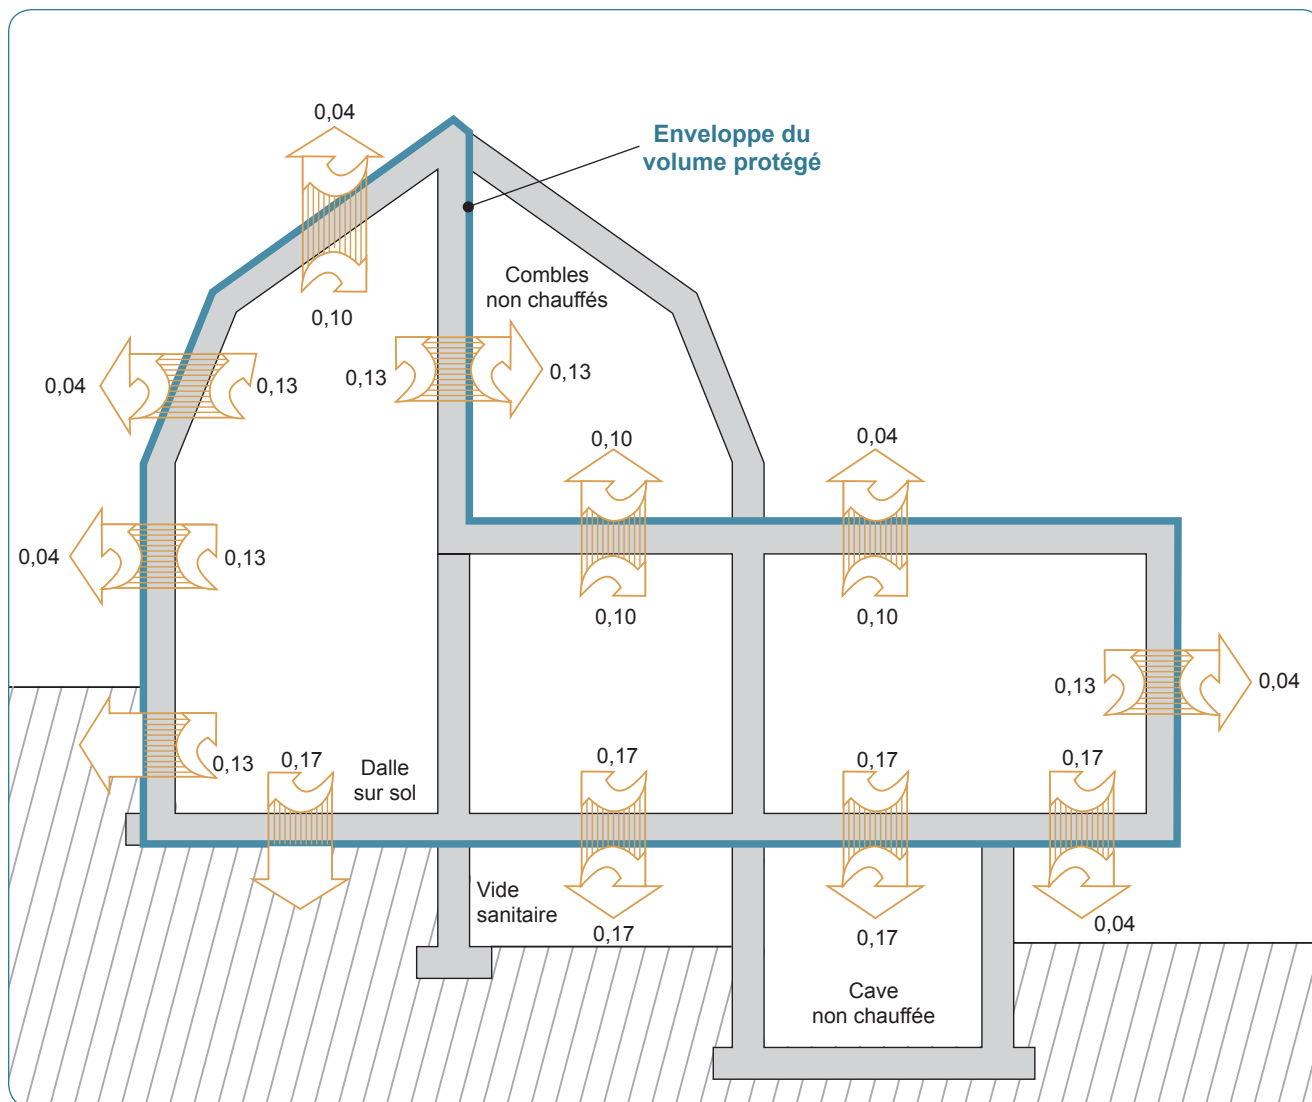 0,04
Enveloppe du
volume protégé
Combles
non chauffés
0,10
0,04
0,13
0,13
0,13
0,10
0,04
0,04
0,13
0,10
0,10
0,13
0,04
0,13
0,17
Dalle
sur sol
0,17
0,17
0,17
Vide
sanitaire
0,17
0,17
0,04
Cave
non chauffée